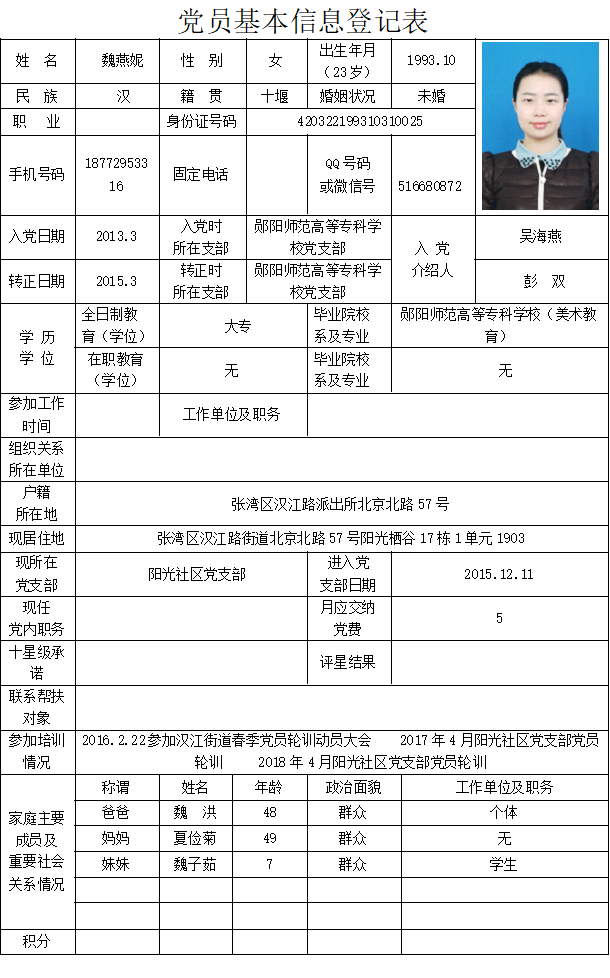 党员基本信息登记表
姓 名 魏燕妮 性 别 女 出生年月（23岁） 1993.10
民 族 汉 籍 贯 十堰 婚姻状况 未婚
职 业 身份证号码 420322199310310025
手机号码 18772953316 固定电话 QQ号码或微信号 516680872
入党日期 2013.3 入党时所在支部 郧阳师范高等专科学校党支部 入 党介绍人 吴海燕
转正日期 2015.3 转正时所在支部 郧阳师范高等专科学校党支部 彭 双
学 历学 位 全日制教育（学位） 大专 毕业院校系及专业 郧阳师范高等专科学校（美术教育）
在职教育（学位） 无 毕业院校系及专业 无
参加工作时间 工作单位及职务
组织关系所在单位
户籍所在地 张湾区汉江路派出所北京北路57号
现居住地 张湾区汉江路街道北京北路57号阳光栖谷17栋1单元1903
现所在党支部 阳光社区党支部 进入党支部日期 2015.12.11
现任党内职务 月应交纳党费 5
十星级承诺 评星结果
联系帮扶对象
参加培训情况 2016.2.22参加汉江街道春季党员轮训动员大会 2017年4月阳光社区党支部党员轮训 2018年4月阳光社区党支部党员轮训
家庭主要成员及重要社会关系情况 称谓 姓名 年龄 政治面貌 工作单位及职务
爸爸 魏 洪 48 群众 个体
妈妈 夏俭菊 49 群众 无
妹妹 魏子茹 7 群众 学生
积分